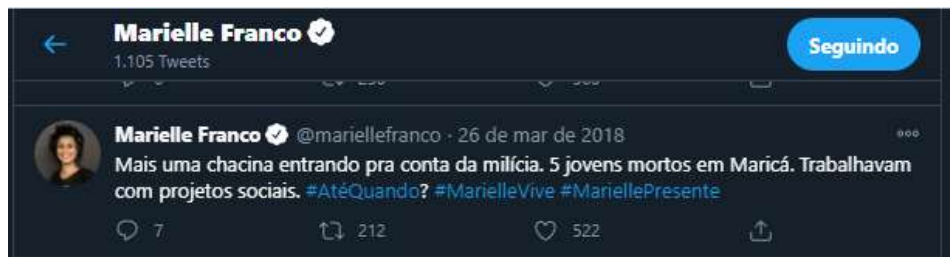 Marielle Franco
1.105 Tweets
Seguindo
Marielle Franco @mariellefranco · 26 de mar de 2018
Mais uma chacina entrando pra conta da milícia. 5 jovens mortos em Maricá. Trabalhavam
com projetos sociais. #AtéQuando? #MarielleVive #MariellePresente
7 212 522